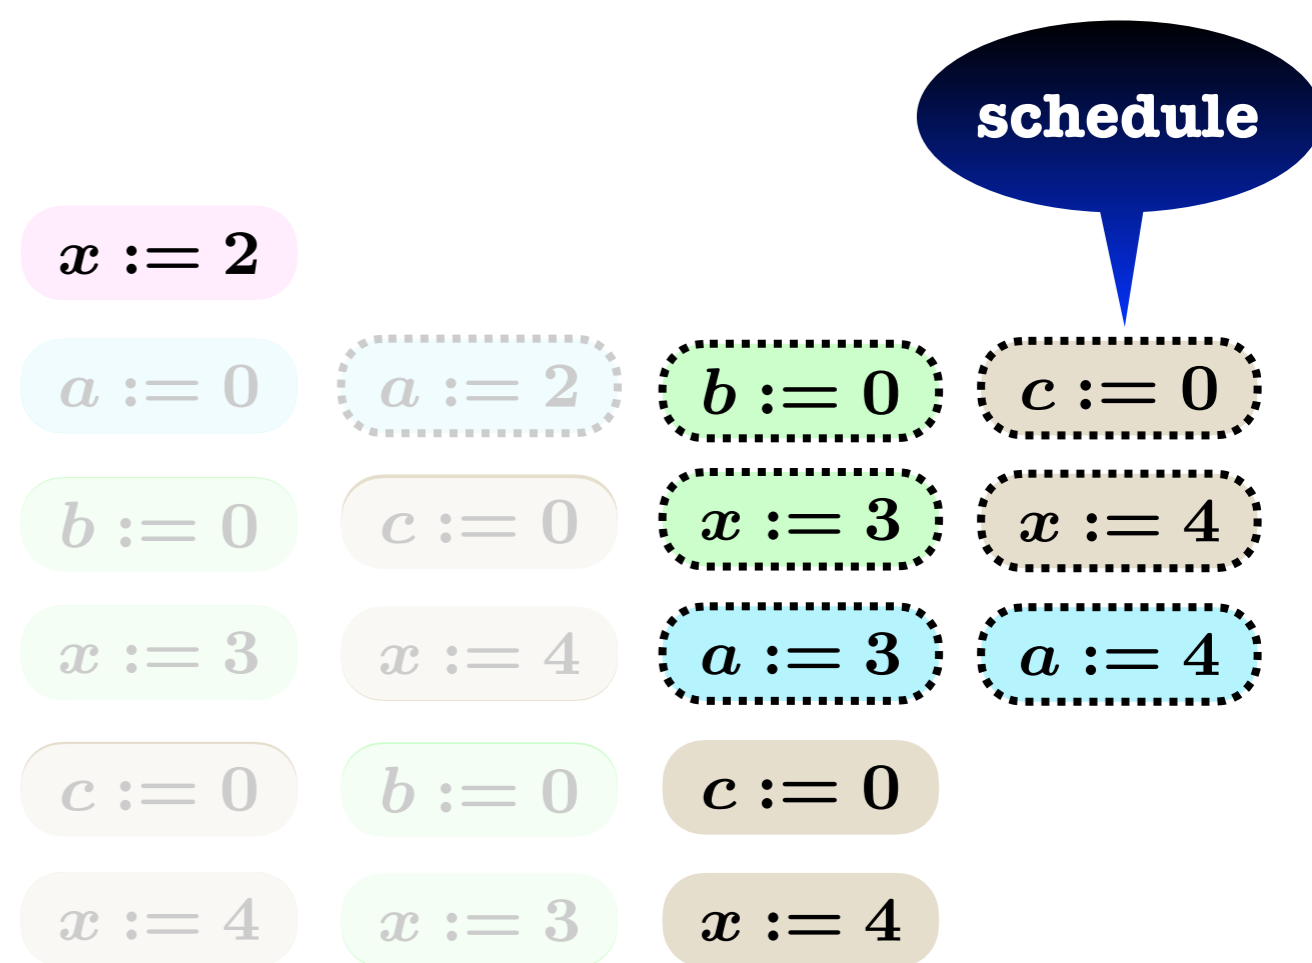 schedule
x := 2
a := 0 a := 2 b := 0 c := 0
b := 0 c := 0 x := 3 x := 4
x := 3 x := 4 a := 3 a := 4
c := 0 b := 0 c := 0
x := 4 x := 3 x := 4